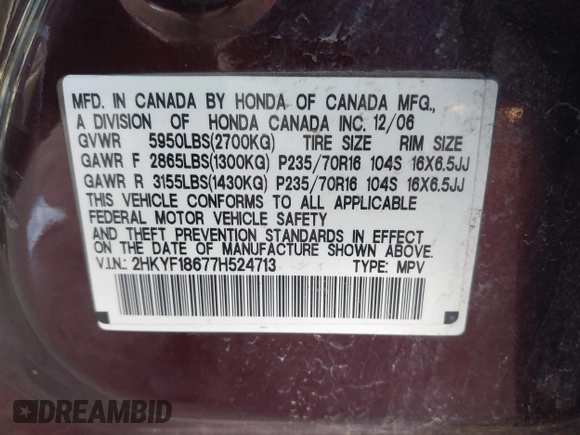 MFD. IN CANADA BY HONDA OF CANADA MFG.,
A DIVISION OF HONDA CANADA INC. 12/06
GVWR 5950LBS(2700KG) TIRE SIZE RIM SIZE
GAWR F 2865LBS(1300KG) P235/70R16 104S 16X6.5JJ
GAWR R 3155LBS(1430KG) P235/70R16 104S 16X6.5JJ
THIS VEHICLE CONFORMS TO ALL APPLICABLE
FEDERAL MOTOR VEHICLE SAFETY
AND THEFT PREVENTION STANDARDS IN EFFECT
ON THE DATE OF MANUFACTURE SHOWN ABOVE.
V.I.N.: 2HKYF18677H524713 TYPE: MPV
DREAMBID